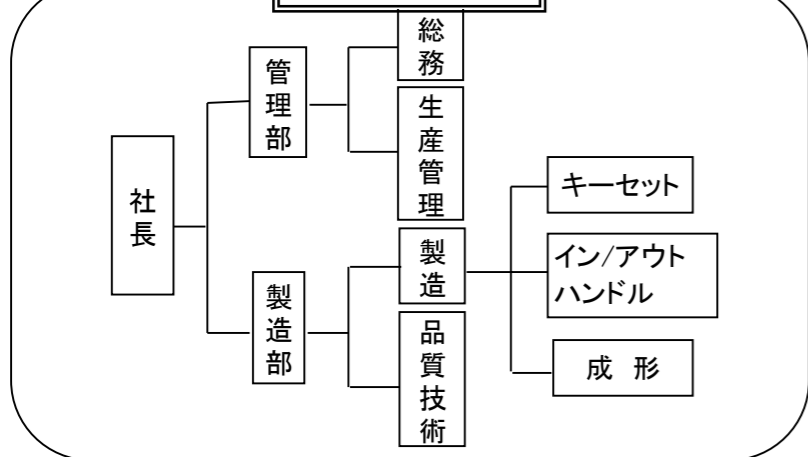 総務
管理部
生産管理
社長
キーセット
製造
イン/アウト
ハンドル
製造部
品質技術
成 形